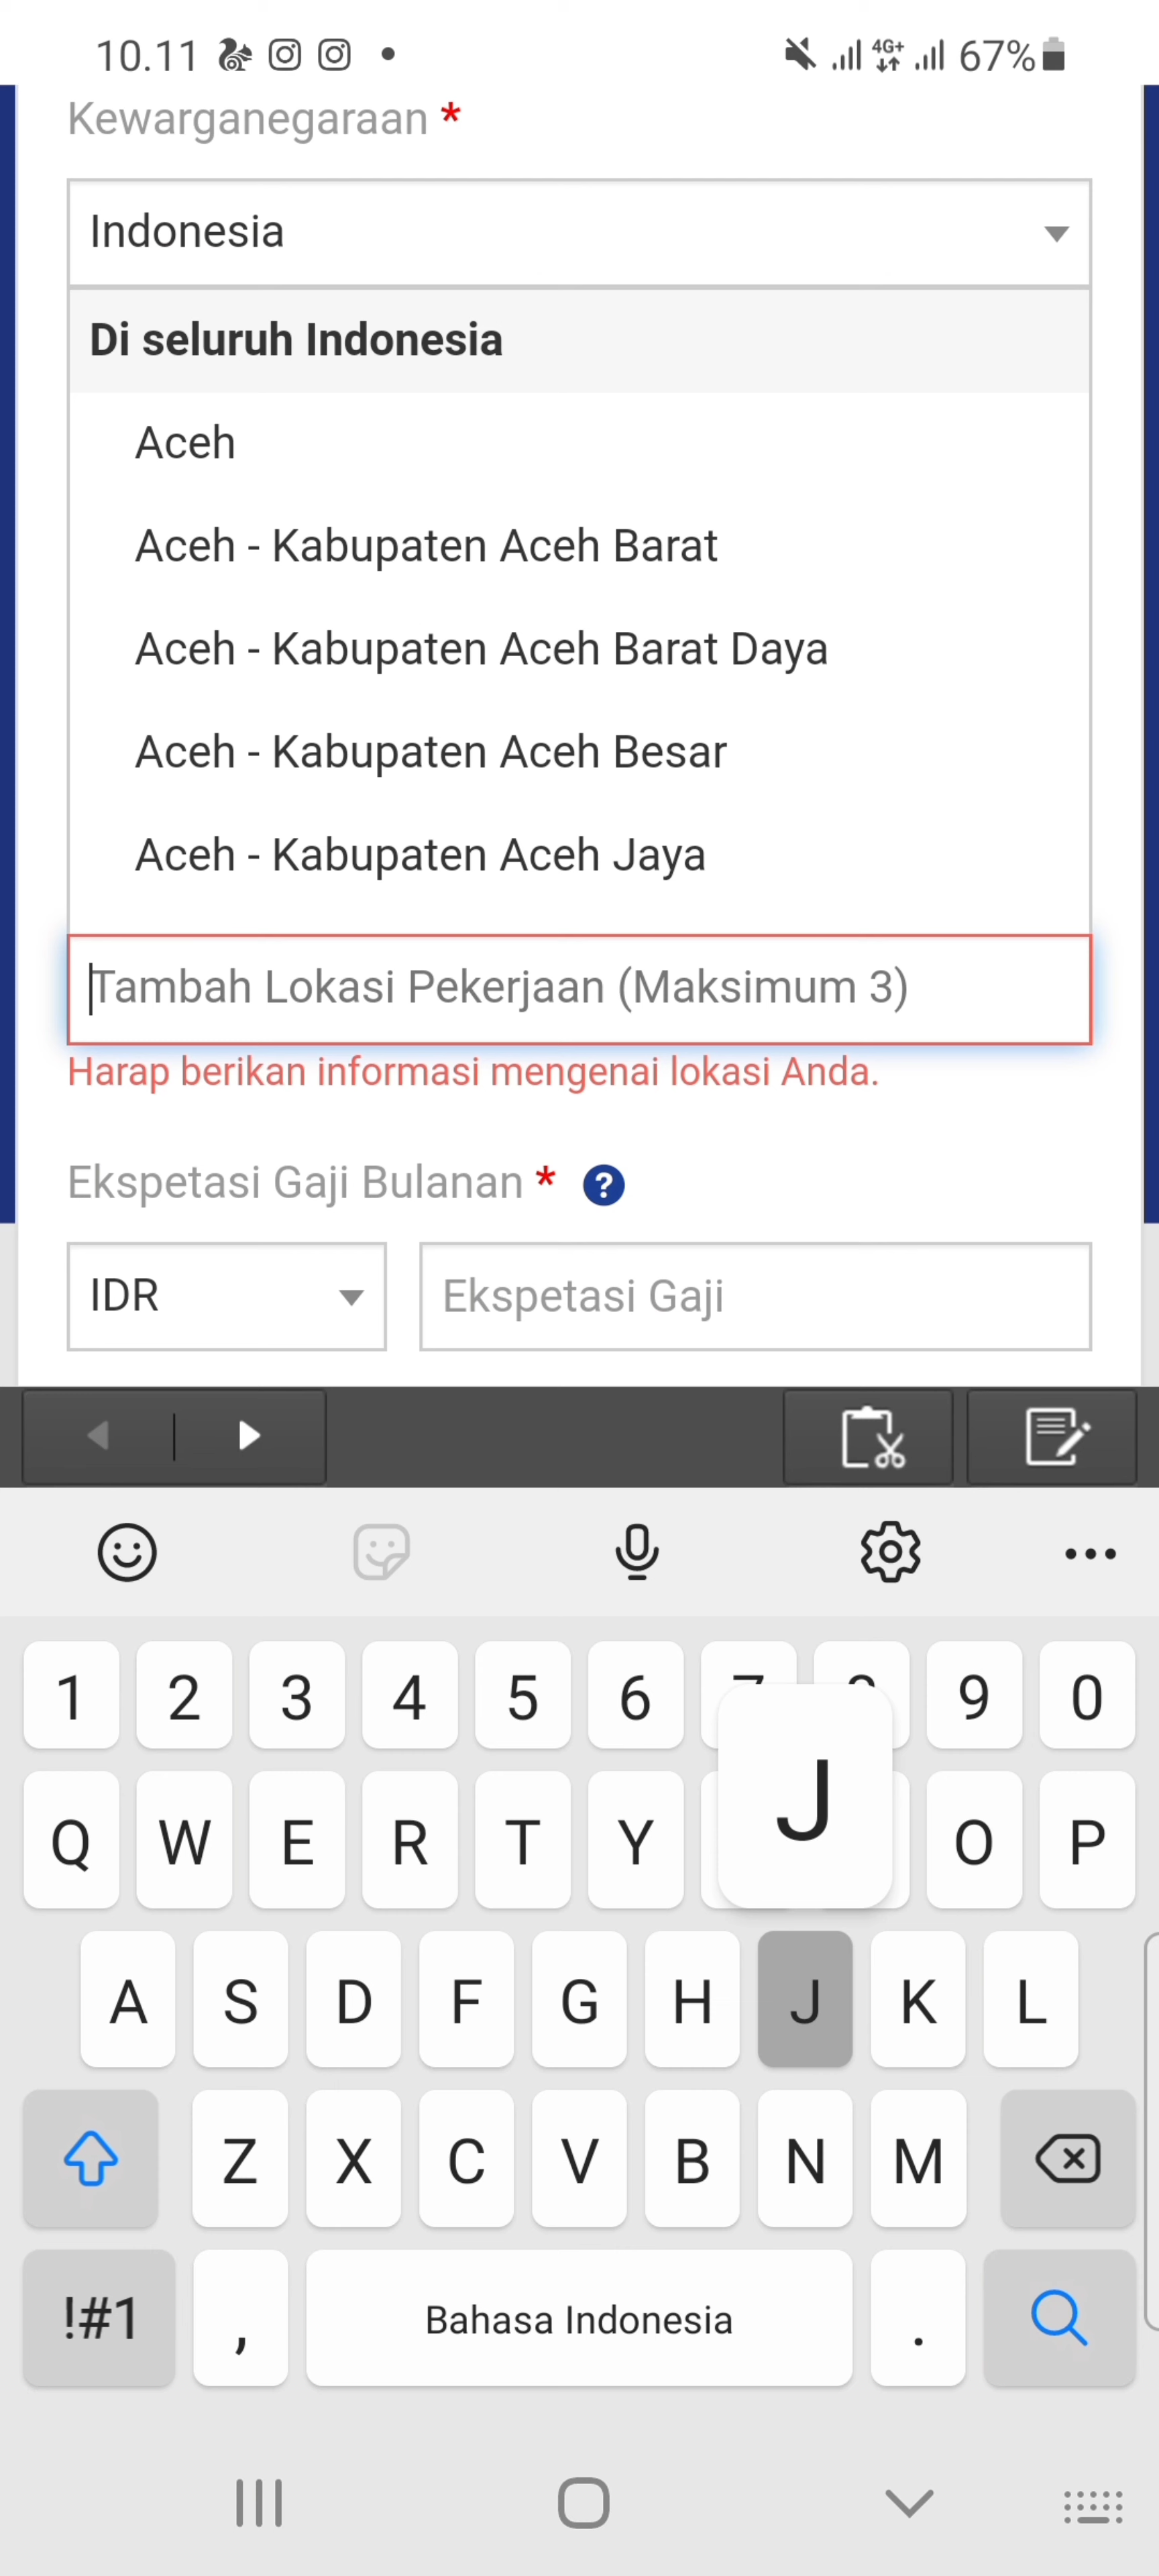 10.11 4G+ 67%
Kewarganegaraan *
Indonesia
Di seluruh Indonesia
Aceh
Aceh - Kabupaten Aceh Barat
Aceh - Kabupaten Aceh Barat Daya
Aceh - Kabupaten Aceh Besar
Aceh - Kabupaten Aceh Jaya
Tambah Lokasi Pekerjaan (Maksimum 3)
Harap berikan informasi mengenai lokasi Anda.
Ekspetasi Gaji Bulanan * ?
IDR Ekspetasi Gaji
1 2 3 4 5 6 9 0
Q W E R T Y J O P
A S D F G H J K L
Z X C V B N M
!#1 , Bahasa Indonesia .